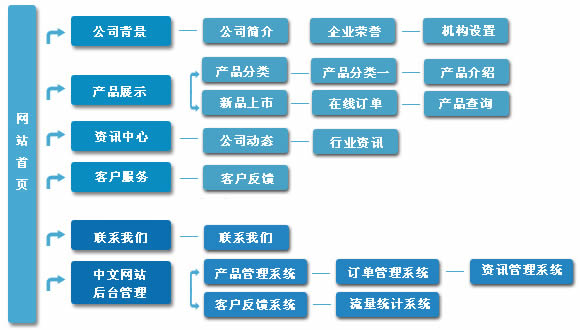 网站首页
公司背景
公司简介
企业荣誉
机构设置
产品展示
产品分类
产品分类一
产品介绍
新品上市
在线订单
产品查询
资讯中心
公司动态
行业资讯
客户服务
客户反馈
联系我们
联系我们
中文网站
后台管理
产品管理系统
订单管理系统
资讯管理系统
客户反馈系统
流量统计系统